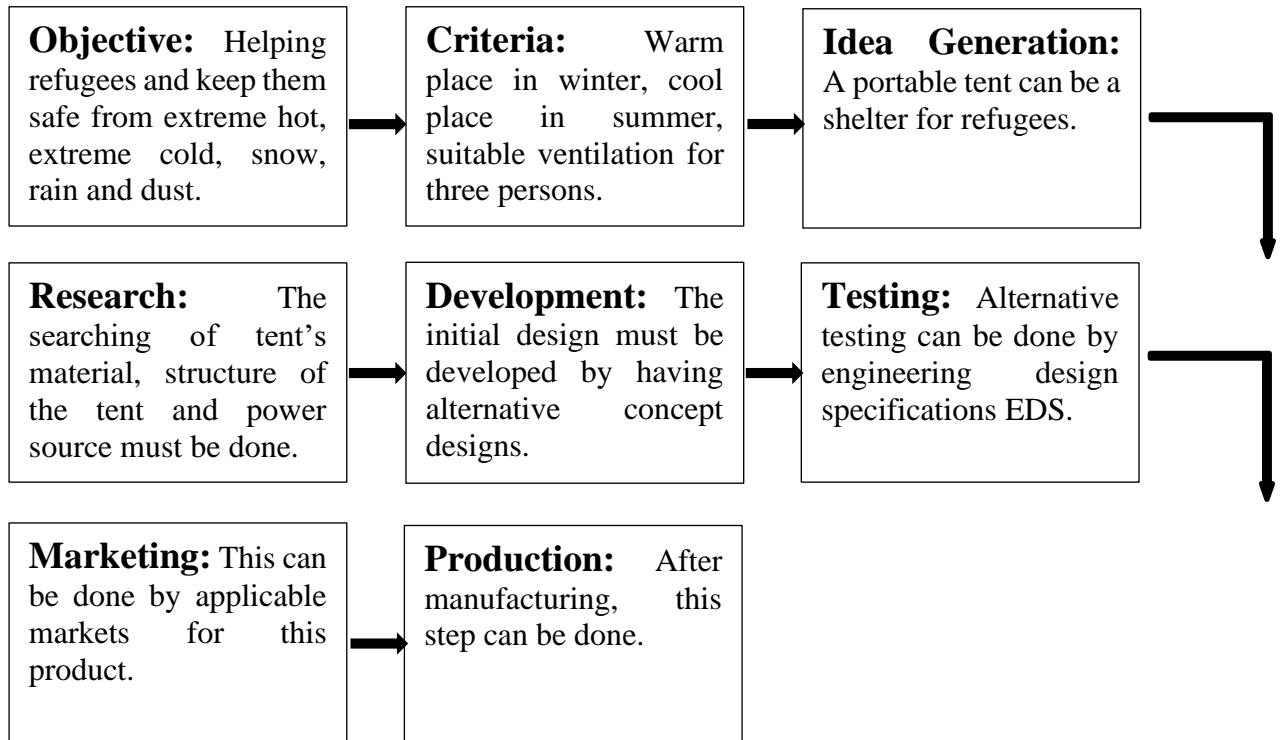 Objective: Helping
refugees and keep them
safe from extreme hot,
extreme cold, snow,
rain and dust.
Criteria: Warm
place in winter, cool
place in summer,
suitable ventilation for
three persons.
Idea Generation:
A portable tent can be a
shelter for refugees.
Research: The
searching of tent’s
material, structure of
the tent and power
source must be done.
Development: The
initial design must be
developed by having
alternative concept
designs.
Testing: Alternative
testing can be done by
engineering design
specifications EDS.
Marketing: This can
be done by applicable
markets for this
product.
Production: After
manufacturing, this
step can be done.